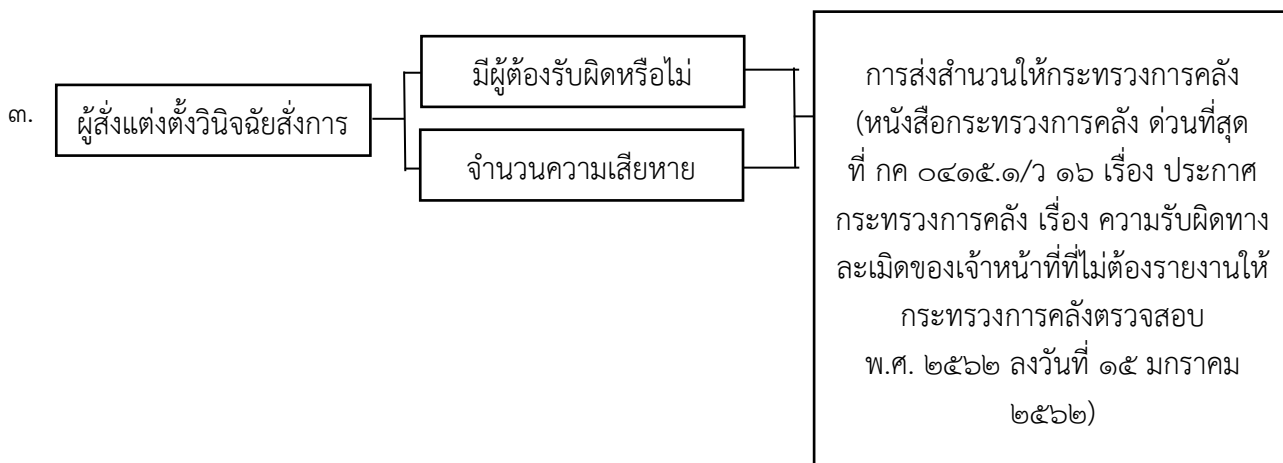 ๓.
ผู้สั่งแต่งตั้งวินิจฉัยสั่งการ
มีผู้ต้องรับผิดหรือไม่
จำนวนความเสียหาย
การส่งสำนวนให้กระทรวงการคลัง
(หนังสือกระทรวงการคลัง ด่วนที่สุด
ที่ กค ๐๔๑๕.๑/ว ๑๖ เรื่อง ประกาศ
กระทรวงการคลัง เรื่อง ความรับผิดทาง
ละเมิดของเจ้าหน้าที่ที่ไม่ต้องรายงานให้
กระทรวงการคลังตรวจสอบ
พ.ศ. ๒๕๖๒ ลงวันที่ ๑๕ มกราคม
๒๕๖๒)